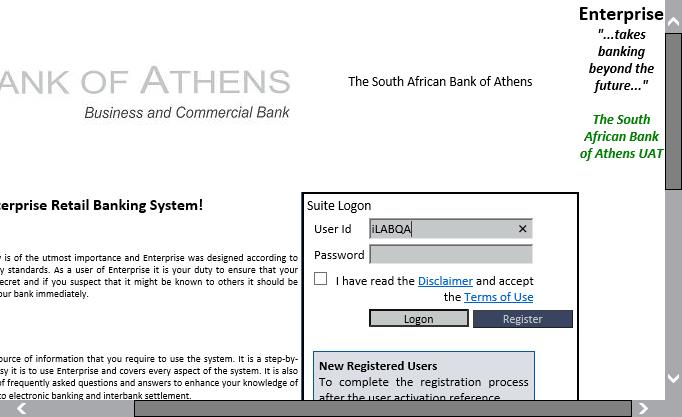 Enterprise
"...takes
banking
beyond the
future..."
The South
African Bank
of Athens UAT
ANK OF ATHENS
Business and Commercial Bank
The South African Bank of Athens
erprise Retail Banking System!
y is of the utmost importance and Enterprise was designed according to
y standards. As a user of Enterprise it is your duty to ensure that your
ecret and if you suspect that it might be known to others it should be
our bank immediately.
ource of information that you require to use the system. It is a step-by-
sy it is to use Enterprise and covers every aspect of the system. It is also
of frequently asked questions and answers to enhance your knowledge of
to electronic banking and interbank settlement.
Suite Logon
User Id iLABQA ✕
Password
I have read the Disclaimer and accept
the Terms of Use
Logon Register
New Registered Users
To complete the registration process
after the user activation reference